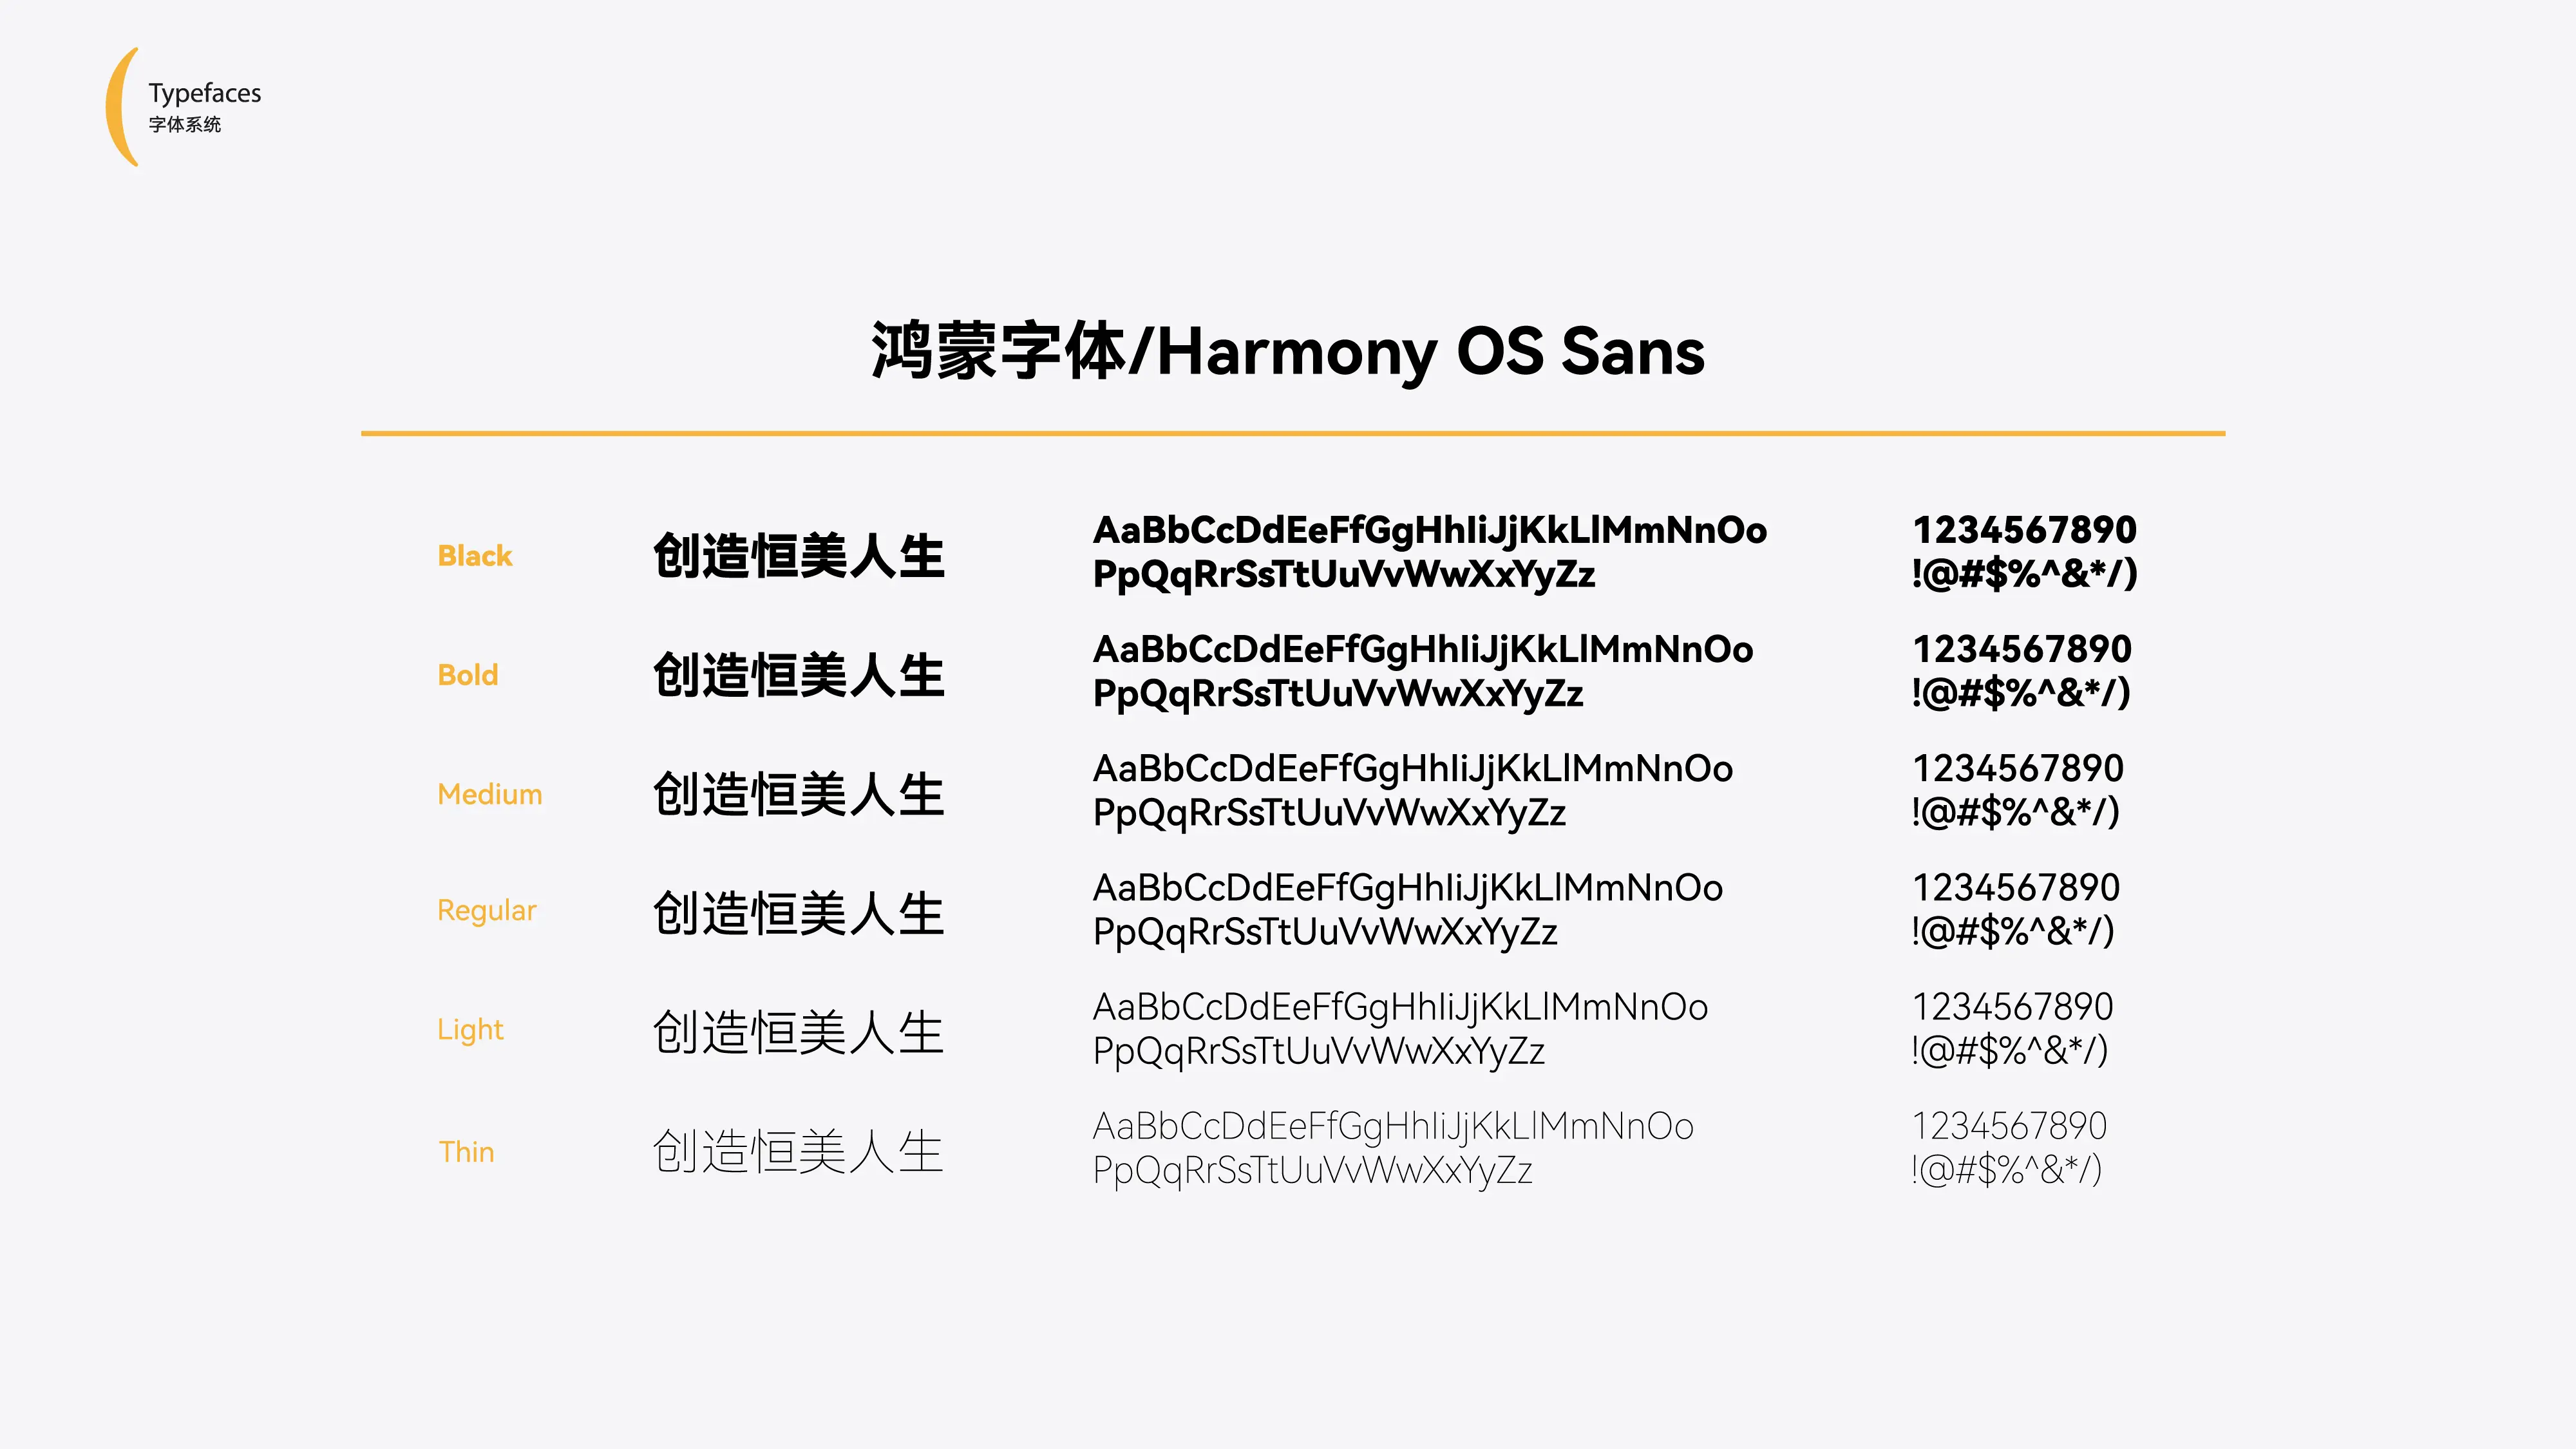 Typefaces
字体系统
鸿蒙字体/Harmony OS Sans
Black
创造恒美人生
AaBbCcDdEeFfGgHhIiJjKkLlMmNnOo
PpQqRrSsTtUuVvWwXxYyZz
1234567890
!@#$%^&*/)
Bold
创造恒美人生
AaBbCcDdEeFfGgHhIiJjKkLlMmNnOo
PpQqRrSsTtUuVvWwXxYyZz
1234567890
!@#$%^&*/)
Medium
创造恒美人生
AaBbCcDdEeFfGgHhIiJjKkLlMmNnOo
PpQqRrSsTtUuVvWwXxYyZz
1234567890
!@#$%^&*/)
Regular
创造恒美人生
AaBbCcDdEeFfGgHhIiJjKkLlMmNnOo
PpQqRrSsTtUuVvWwXxYyZz
1234567890
!@#$%^&*/)
Light
创造恒美人生
AaBbCcDdEeFfGgHhIiJjKkLlMmNnOo
PpQqRrSsTtUuVvWwXxYyZz
1234567890
!@#$%^&*/)
Thin
创造恒美人生
AaBbCcDdEeFfGgHhIiJjKkLlMmNnOo
PpQqRrSsTtUuVvWwXxYyZz
1234567890
!@#$%^&*/)